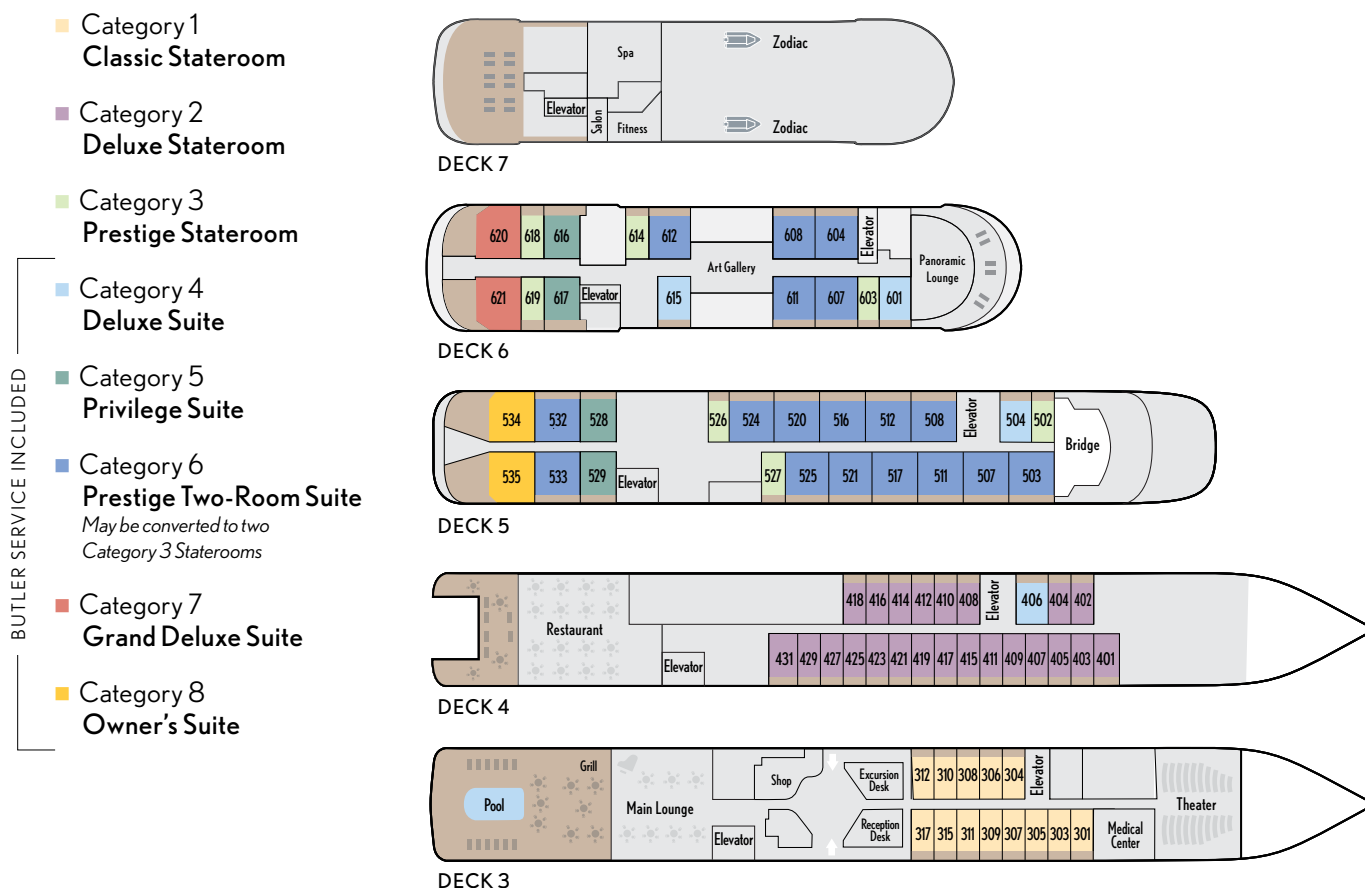 Category 1
Classic Stateroom
Category 2
Deluxe Stateroom
Category 3
Prestige Stateroom
BUTLER SERVICE INCLUDED
Category 4
Deluxe Suite
Category 5
Privilege Suite
Category 6
Prestige Two-Room Suite
May be converted to two
Category 3 Staterooms
Category 7
Grand Deluxe Suite
Category 8
Owner's Suite
Spa
Zodiac
Elevator
Salon
Fitness
Zodiac
DECK 7
620 618 616 614 612 608 604
Elevator
Art Gallery
Panoramic
Lounge
Elevator
621 619 617 615 611 607 603 601
DECK 6
534 532 528 526 524 520 516 512 508 Elevator 504 502
Bridge
535 533 529 Elevator 527 525 521 517 511 507 503
DECK 5
418 416 414 412 410 408 Elevator 406 404 402
Restaurant
Elevator
431 429 427 425 423 421 419 417 415 411 409 407 405 403 401
DECK 4
Grill
Pool
Main Lounge
Shop
Excursion
Desk
312 310 308 306 304 Elevator
Theater
Elevator
Reception
Desk
317 315 311 309 307 305 303 301
Medical
Center
DECK 3